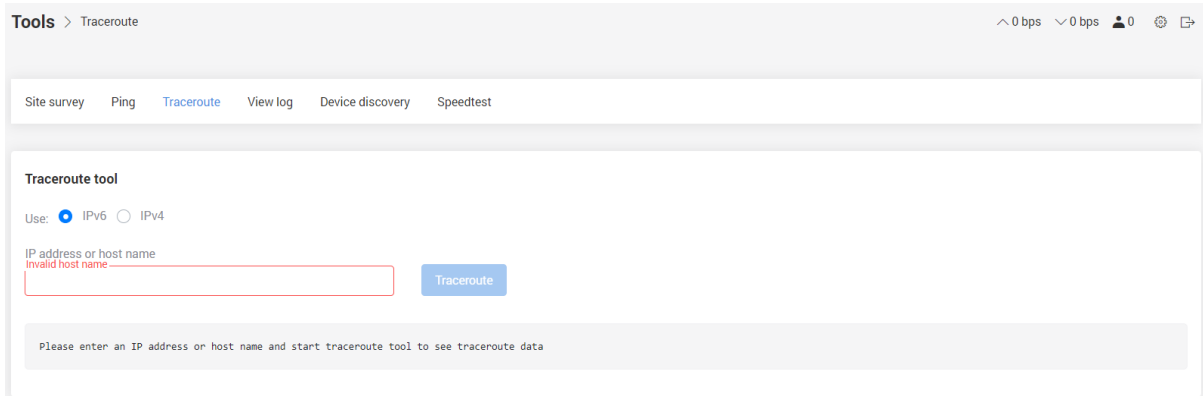 Tools > Traceroute 0 bps 0 bps 0
Site survey Ping Traceroute View log Device discovery Speedtest
Traceroute tool
Use: IPv6 IPv4
IP address or host name
Invalid host name
Traceroute
Please enter an IP address or host name and start traceroute tool to see traceroute data